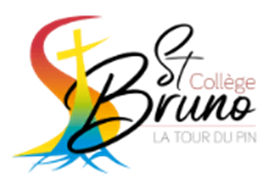 St
Collège
Bruno
LA TOUR DU PIN